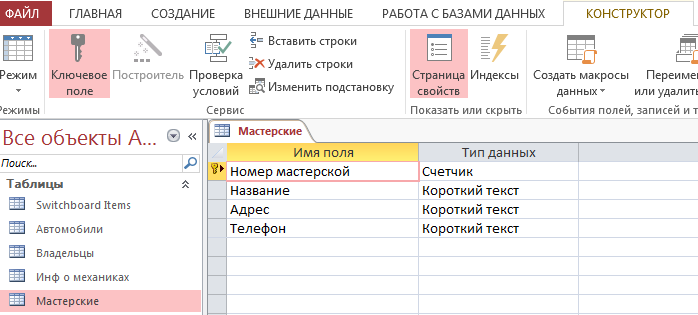 ФАЙЛ ГЛАВНАЯ СОЗДАНИЕ ВНЕШНИЕ ДАННЫЕ РАБОТА С БАЗАМИ ДАННЫХ КОНСТРУКТОР
Режим
Режимы
Ключевое поле
Построитель
Проверка условий
Вставить строки
Удалить строки
Изменить подстановку
Сервис
Страница свойств
Индексы
Показать или скрыть
Создать макросы данных
Переиме
или удалить
События полей, записей и т
Все объекты A...
Поиск...
Таблицы
Switchboard Items
Автомобили
Владельцы
Инф о механиках
Мастерские
Мастерские
Имя поля Тип данных
Номер мастерской Счетчик
Название Короткий текст
Адрес Короткий текст
Телефон Короткий текст